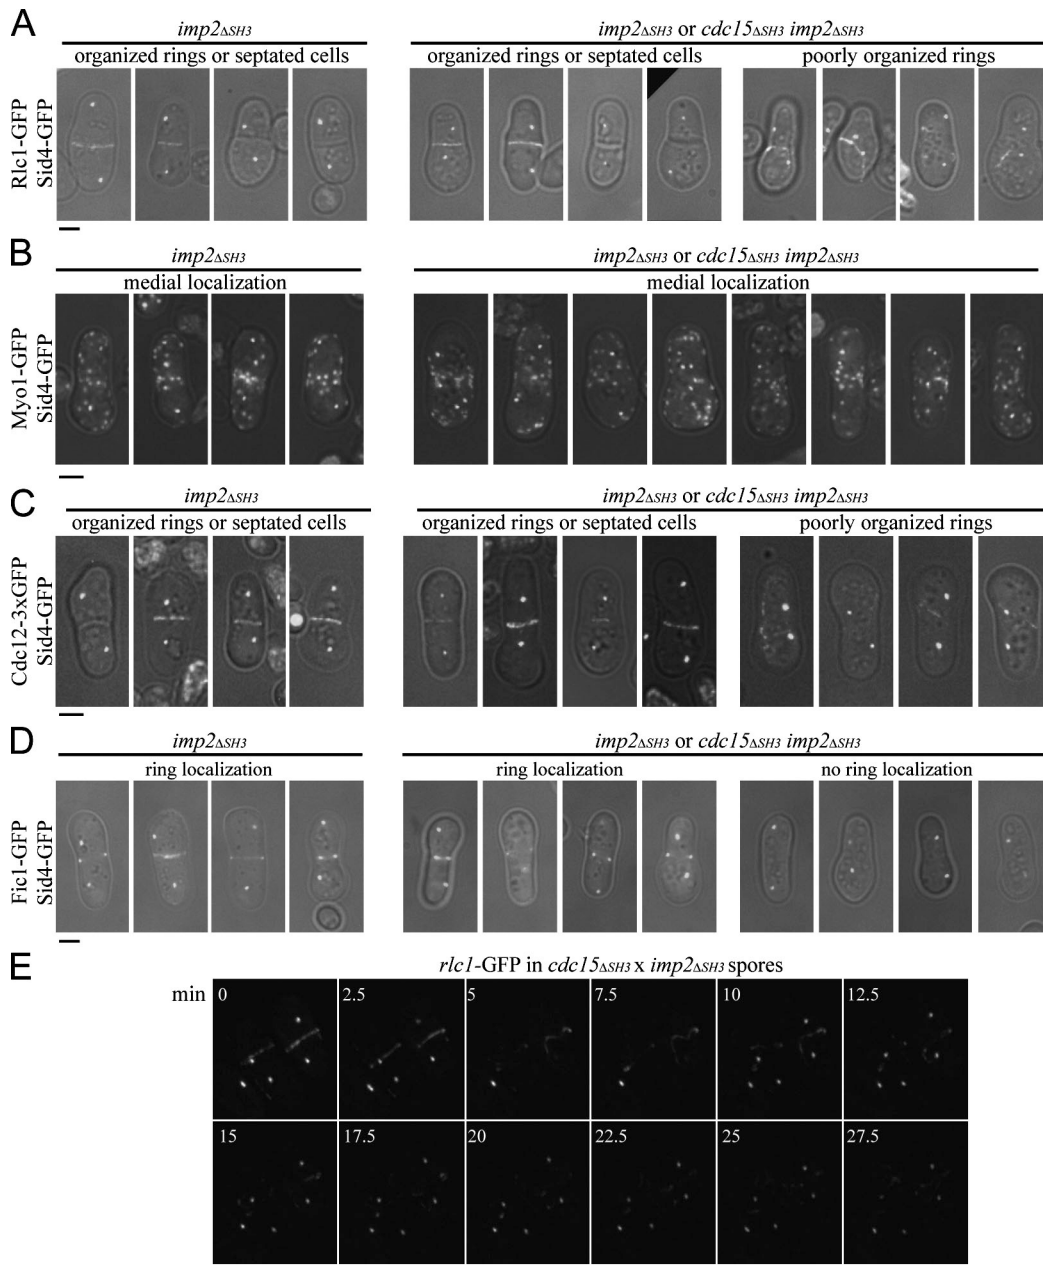 A
imp2ΔSH3
imp2ΔSH3 or cdc15ΔSH3 imp2ΔSH3
organized rings or septated cells
organized rings or septated cells
poorly organized rings
Rlc1-GFP
Sid4-GFP
B
imp2ΔSH3
imp2ΔSH3 or cdc15ΔSH3 imp2ΔSH3
medial localization
medial localization
Myo1-GFP
Sid4-GFP
C
imp2ΔSH3
imp2ΔSH3 or cdc15ΔSH3 imp2ΔSH3
organized rings or septated cells
organized rings or septated cells
poorly organized rings
Cdc12-3xGFP
Sid4-GFP
D
imp2ΔSH3
imp2ΔSH3 or cdc15ΔSH3 imp2ΔSH3
ring localization
ring localization
no ring localization
Fic1-GFP
Sid4-GFP
E
rlc1-GFP in cdc15ΔSH3 x imp2ΔSH3 spores
min 0 2.5 5 7.5 10 12.5
15 17.5 20 22.5 25 27.5